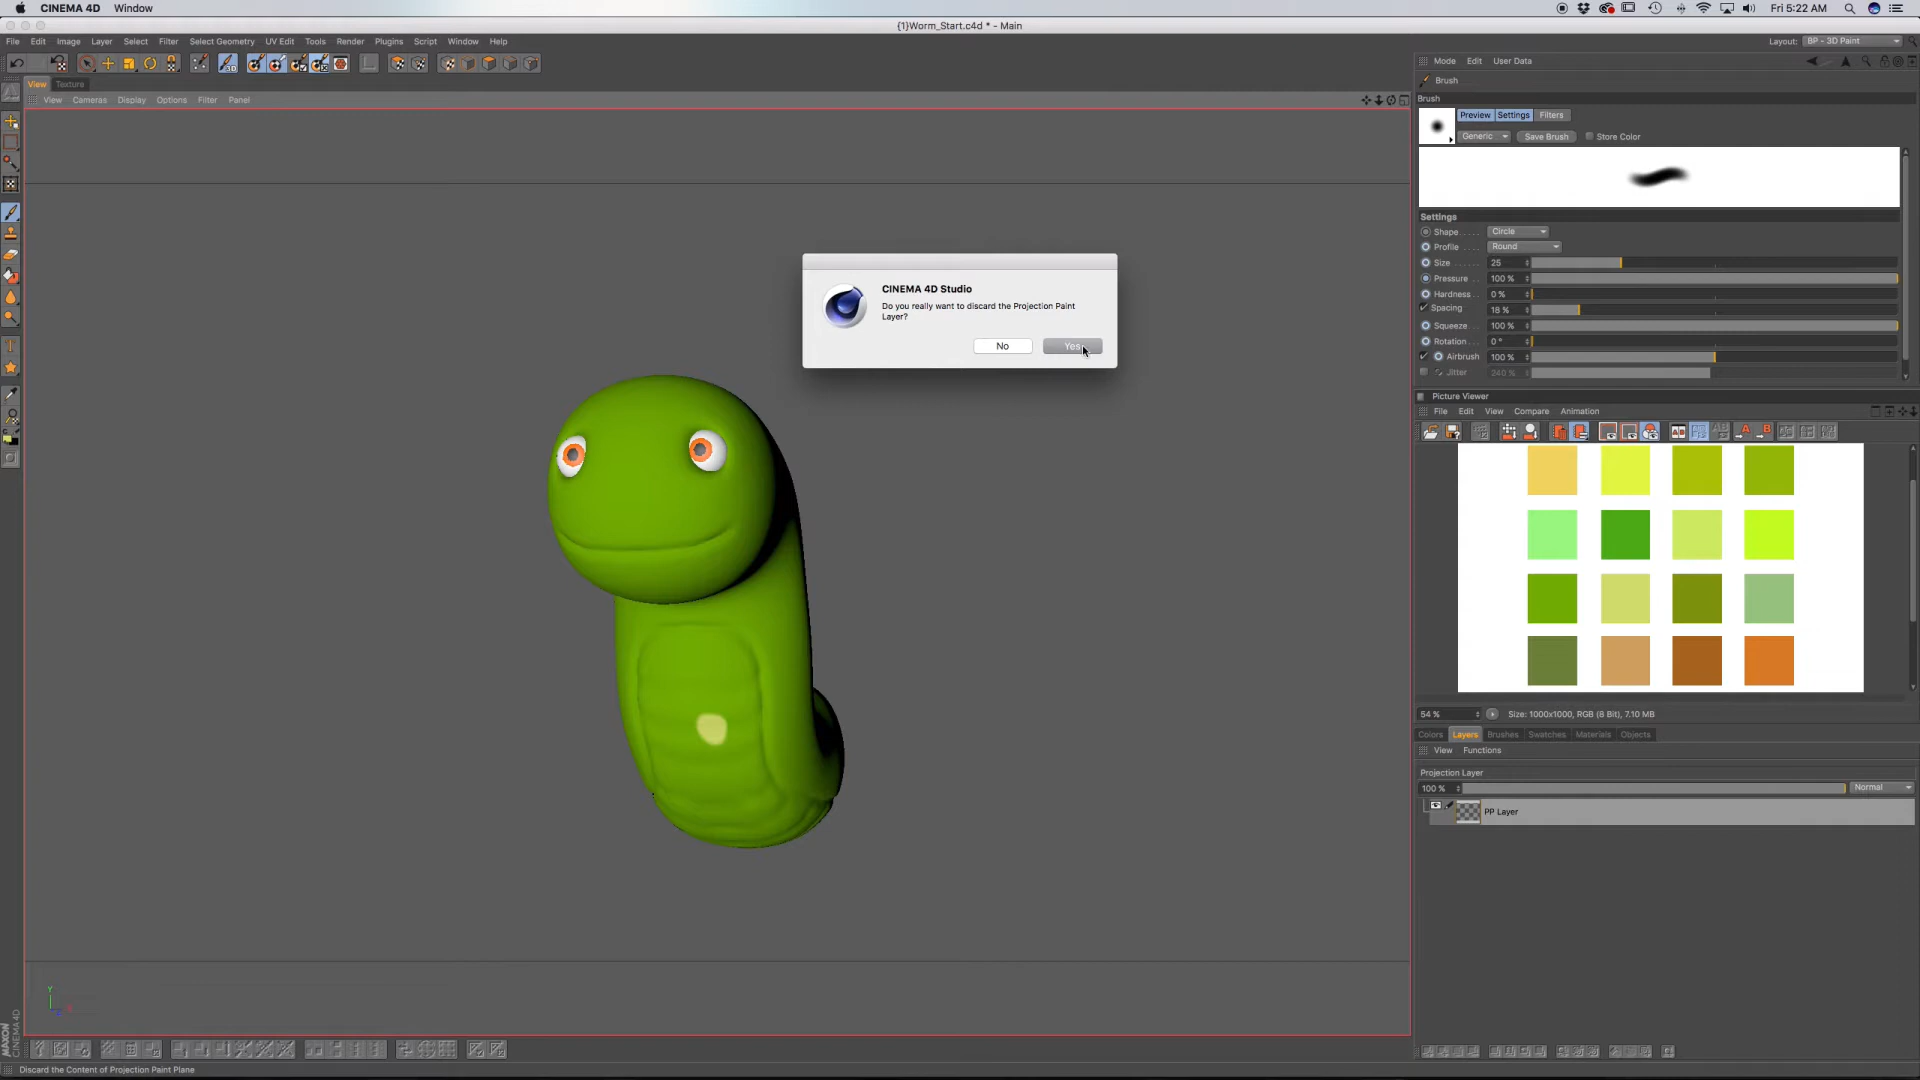 CINEMA 4D Window Fri 5:22 AM
{1}Worm_Start.c4d * - Main
File Edit Image Layer Select Filter Select Geometry UV Edit Tools Render Plugins Script Window Help Layout: BP - 3D Paint
View Texture
View Cameras Display Options Filter Panel
Mode Edit User Data
Brush
Brush
Preview Settings Filters
Generic Save Brush Store Color
Settings
Shape . . . . . Circle
Profile . . . . Round
Size . . . . . . 25
Pressure . 100 %
Hardness . . 0 %
Spacing 18 %
Squeeze . . 100 %
Rotation . . 0 °
Airbrush 100 %
Jitter 240 %
CINEMA 4D Studio
Do you really want to discard the Projection Paint
Layer?
No Yes
Picture Viewer
File Edit View Compare Animation
54 % Size: 1000x1000, RGB (8 Bit), 7.10 MB
Colors Layers Brushes Swatches Materials Objects
View Functions
Projection Layer
100 % Normal
PP Layer
Y
MAXON
CINEMA 4D
Discard the Content of Projection Paint Plane